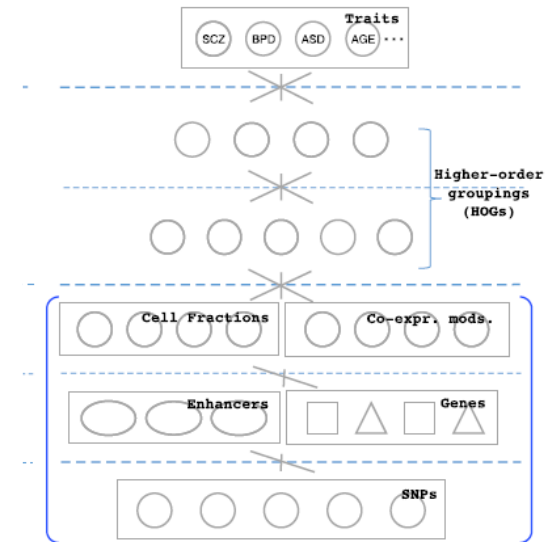 Traits
SCZ BPD ASD AGE ...
Higher-order
groupings
(HOGs)
Cell Fractions
Co-expr. mods.
Enhancers
Genes
SNPs